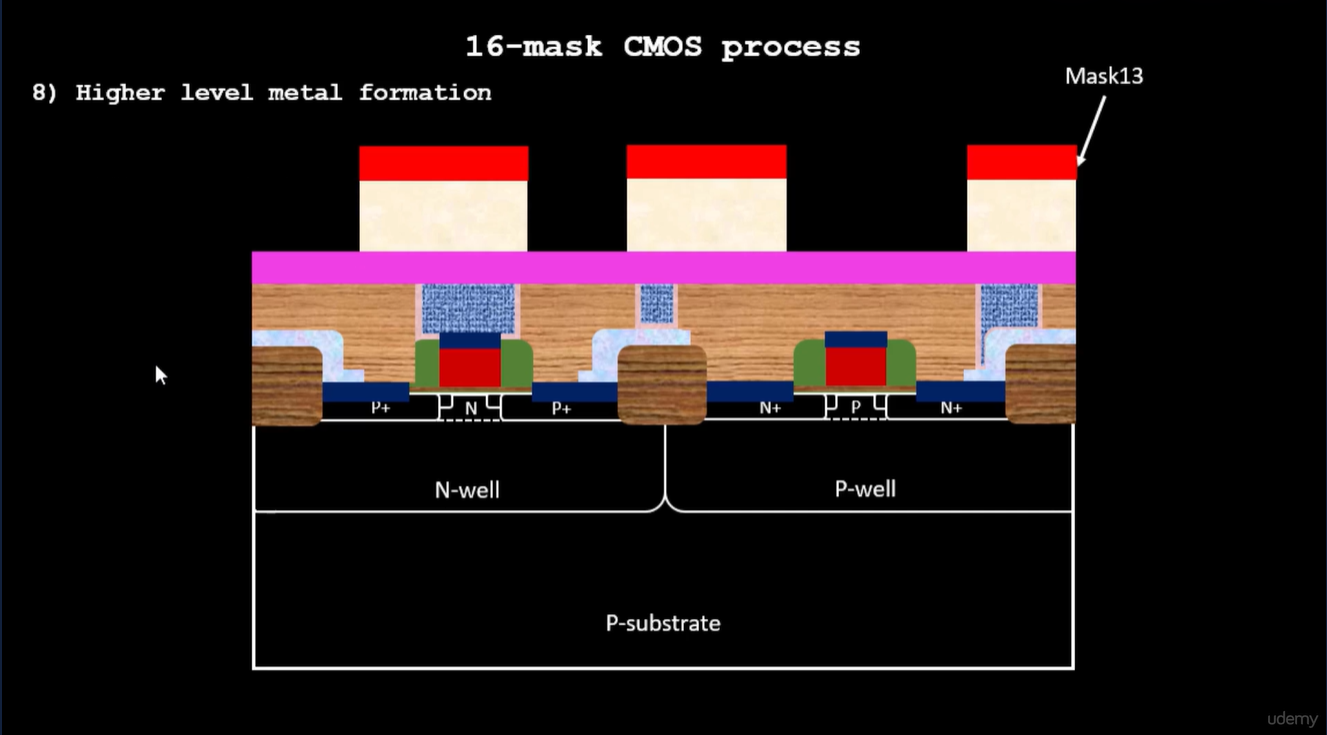 16-mask CMOS process
Mask13
8) Higher level metal formation
P+ N P+ N+ P N+
N-well P-well
P-substrate
udemy